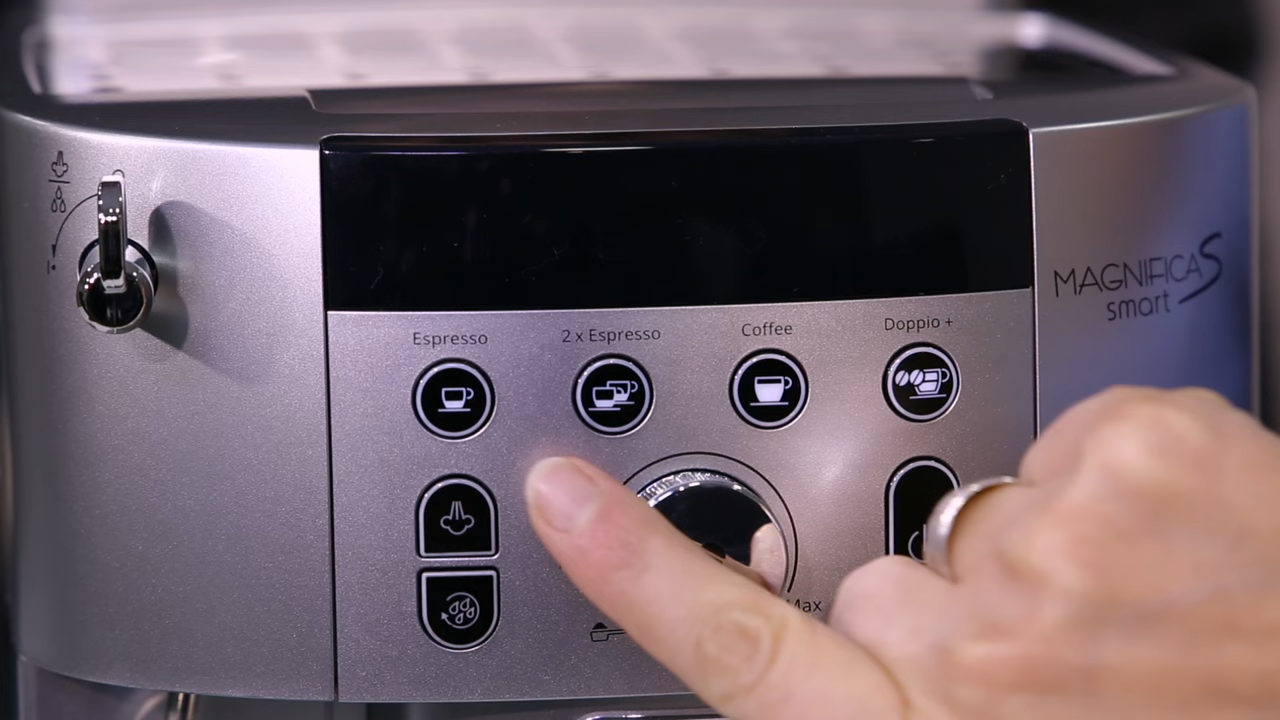 Espresso
2 x Espresso
Coffee
Doppio +
MAGNIFICA S
smart
Max